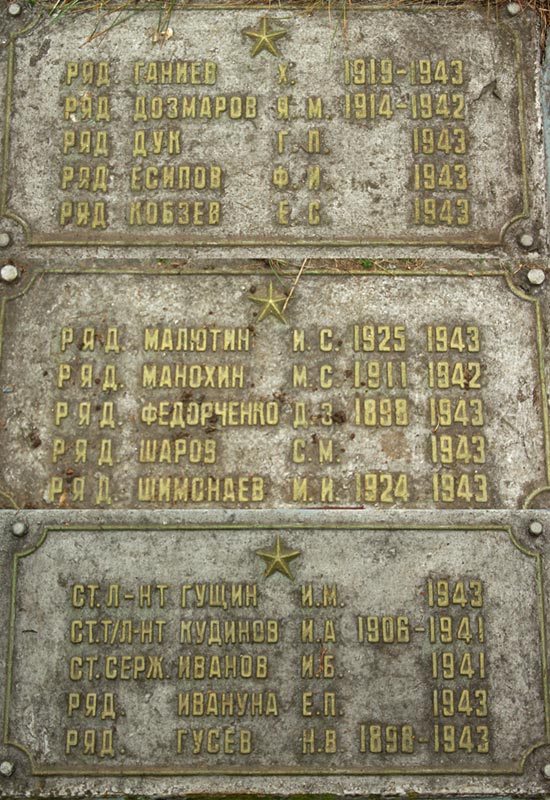 РЯД. ГАНИЕВ Х. 1919-1943
РЯД. ДОЗМАРОВ Я.М. 1914-1942
РЯД. ДУК Г.П. 1943
РЯД. ЕСИПОВ Ф.И. 1943
РЯД. КОБЗЕВ Е.С. 1943
РЯД. МАЛЮТИН И.С. 1925 1943
РЯД. МАНОХИН М.С. 1911 1942
РЯД. ФЕДОРЧЕНКО Д.З. 1898 1943
РЯД. ШАРОВ С.М. 1943
РЯД. ШИМОНАЕВ И.И. 1924 1943
СТ.Л-НТ ГУЩИН И.М. 1943
СТ.Т/Л-НТ КУДИНОВ И.А 1906-1941
СТ.СЕРЖ. ИВАНОВ И.Б. 1941
РЯД. ИВАНУНА Е.П. 1943
РЯД. ГУСЕВ Н.В 1898-1943